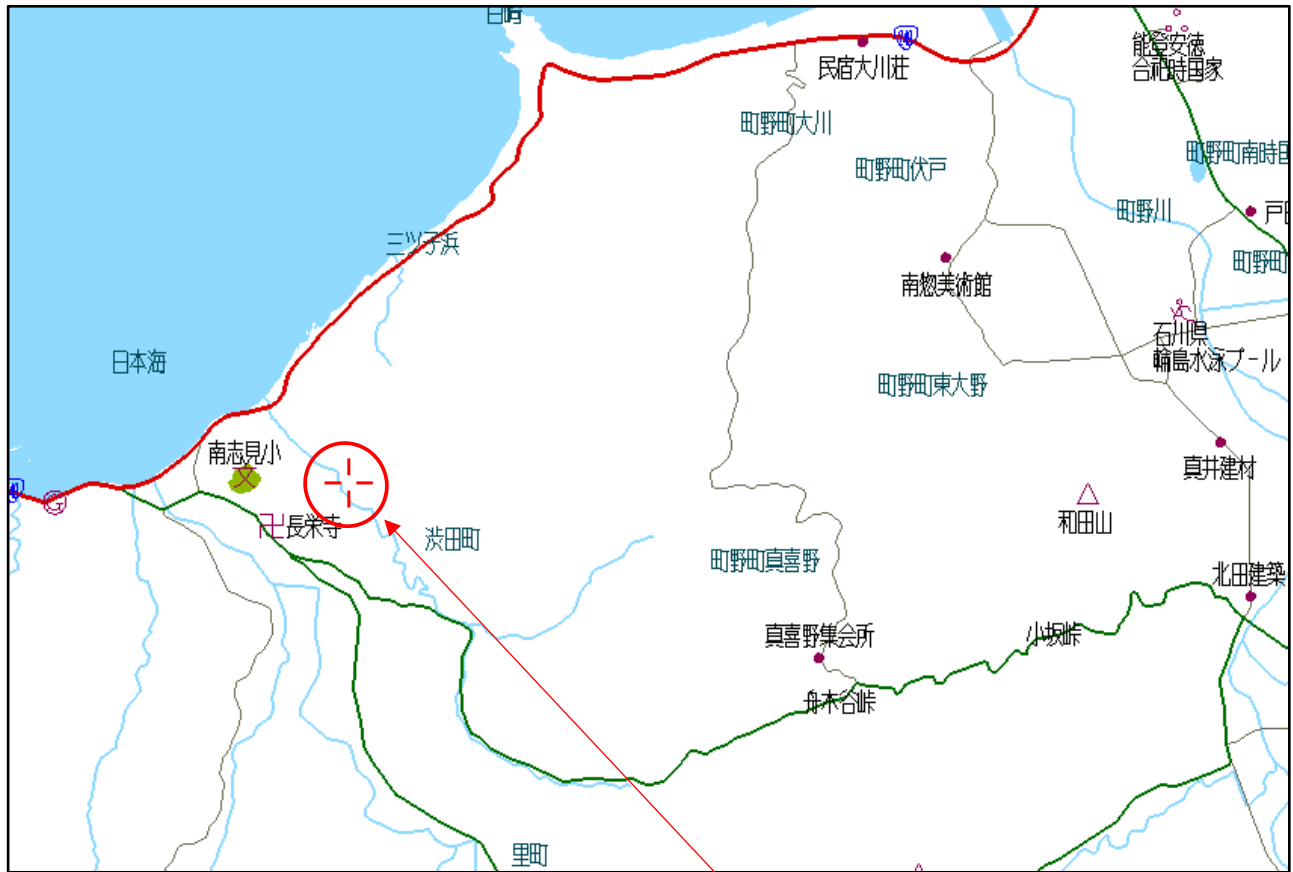 民宿大川荘
能登安徳
合和時国家
町野町大川
町野町伏戸
町野町南時国
町野川
三ツ子浜
町野町
南惣美術館
石川県
輪島水泳プール
日本海
町野町東大野
南志見小
文
真井建材
卍長栄寺
渋田町
和田山
町野町真喜野
北田建築
真喜野集会所
小坂峠
舟木谷峠
里町
G